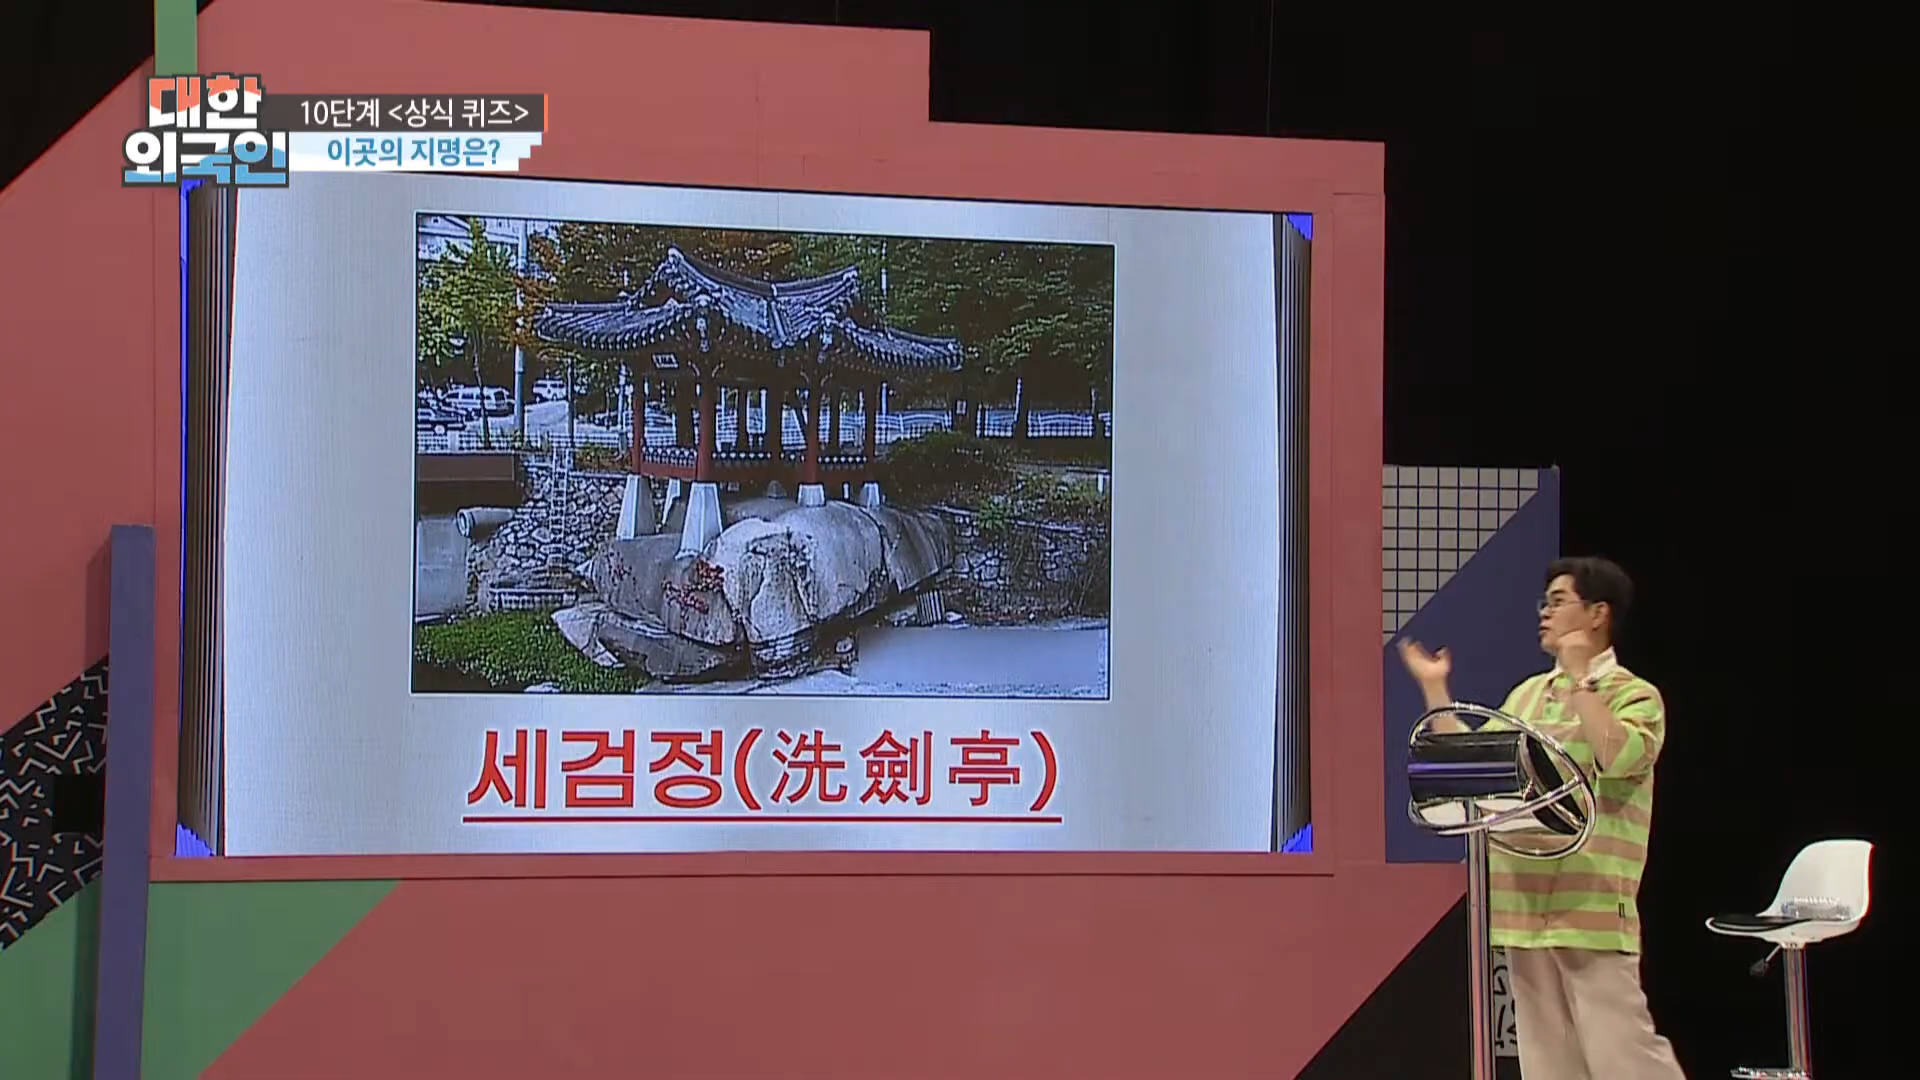 대한
외국인
10단계 <상식 퀴즈>
이곳의 지명은?
세검정(洗劍亭)